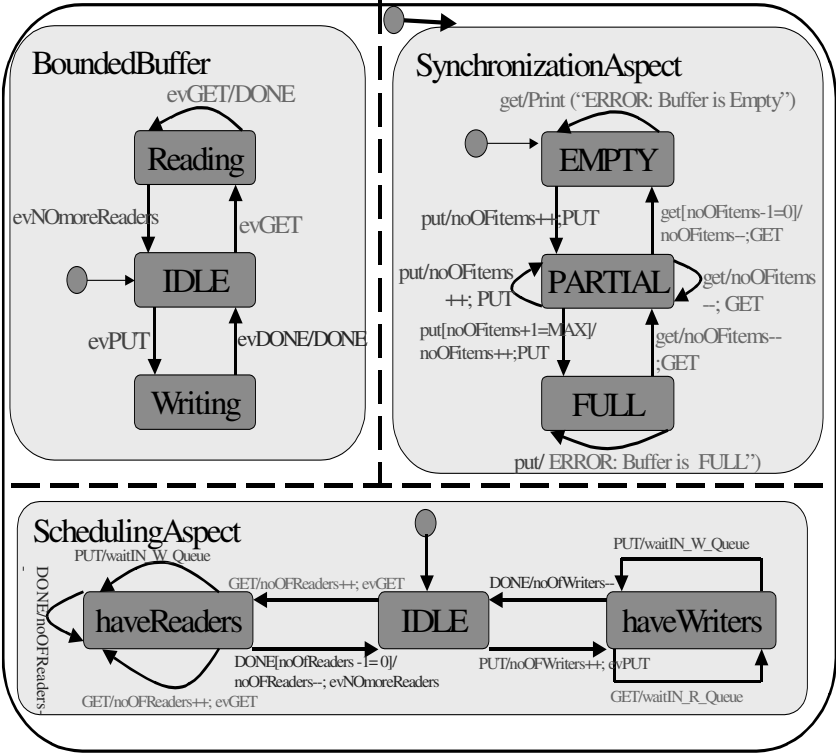 BoundedBuffer
evGET/DONE
Reading
evNOmoreReaders
evGET
IDLE
evPUT
evDONE/DONE
Writing
SynchronizationAspect
get/Print (“ERROR: Buffer is Empty”)
EMPTY
put/noOFitems++;PUT
get[noOFitems-1=0]/
noOFitems--;GET
put/noOFitems
++; PUT
PARTIAL
get/noOFitems
--; GET
put[noOFitems+1=MAX]/
noOFitems++;PUT
get/noOFitems--
;GET
FULL
put/ ERROR: Buffer is FULL”)
SchedulingAspect
PUT/waitIN_W_Queue
DONE/noOFReaders-
-
GET/noOFReaders++; evGET
haveReaders
DONE[noOfReaders -1= 0]/
noOFReaders--; evNOmoreReaders
GET/noOFReaders++; evGET
IDLE
DONE/noOfWriters--
PUT/noOFWriters++; evPUT
PUT/waitIN_W_Queue
haveWriters
GET/waitIN_R_Queue